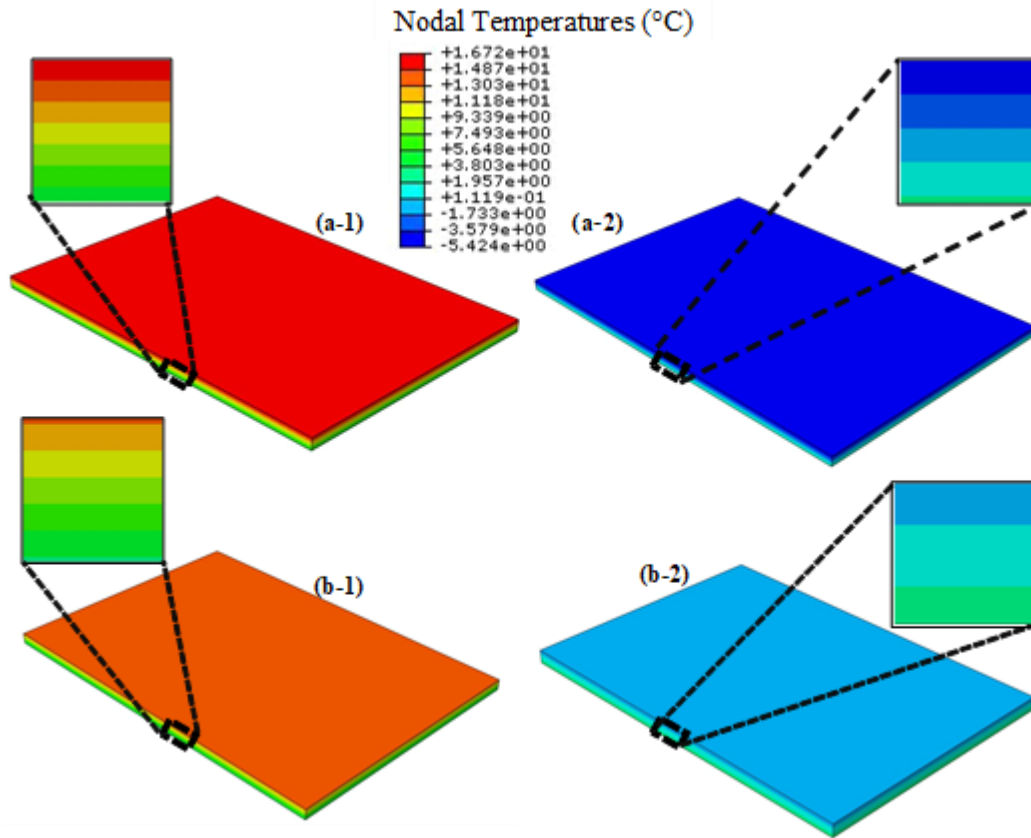 Nodal Temperatures (°C)
+1.672e+01
+1.487e+01
+1.303e+01
+1.118e+01
+9.339e+00
+7.493e+00
+5.648e+00
+3.803e+00
+1.957e+00
+1.119e-01
-1.733e+00
-3.579e+00
-5.424e+00
(a-1)
(a-2)
(b-1)
(b-2)